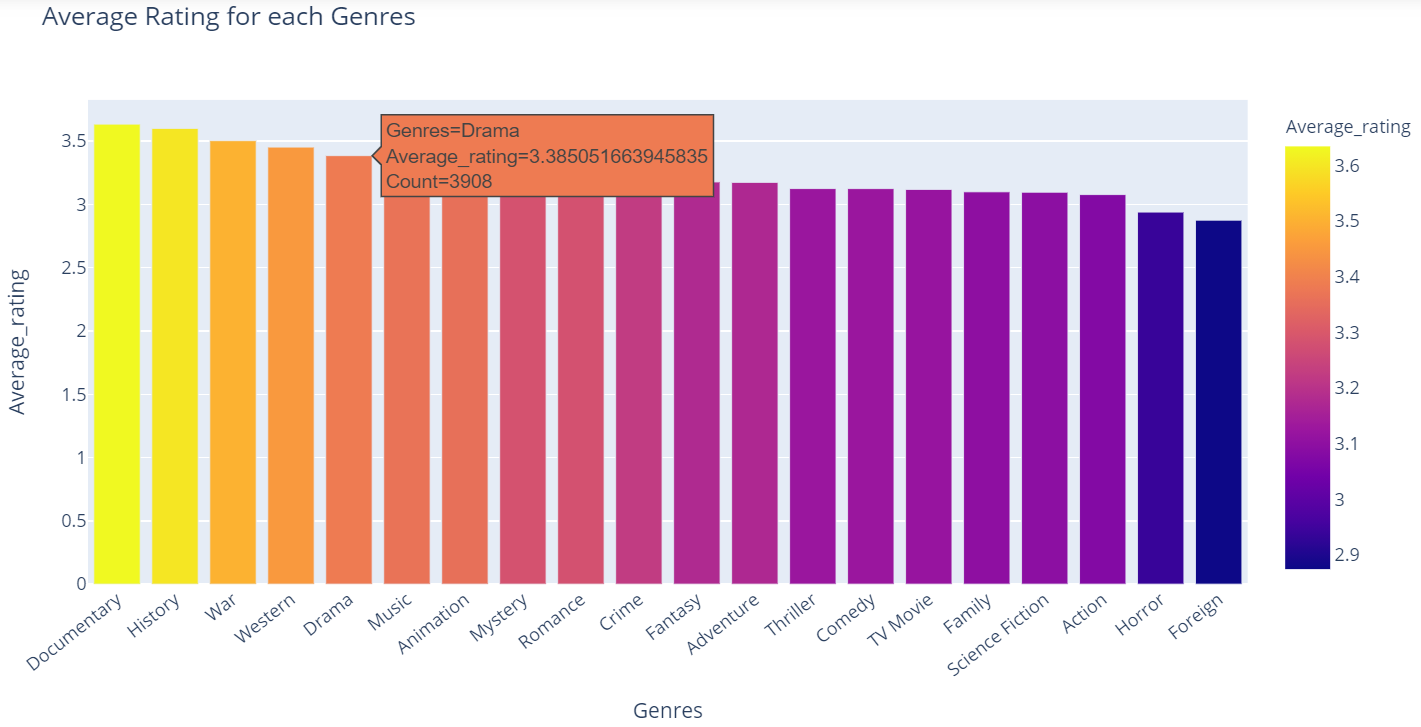 Average Rating for each Genres
Genres=Drama
Average_rating=3.385051663945835
Count=3908
Average_rating
3.5
3
2.5
2
1.5
1
0.5
0
Average_rating
3.6
3.5
3.4
3.3
3.2
3.1
3
2.9
Documentary
History
War
Western
Drama
Music
Animation
Mystery
Romance
Crime
Fantasy
Adventure
Thriller
Comedy
TV Movie
Family
Science Fiction
Action
Horror
Foreign
Genres